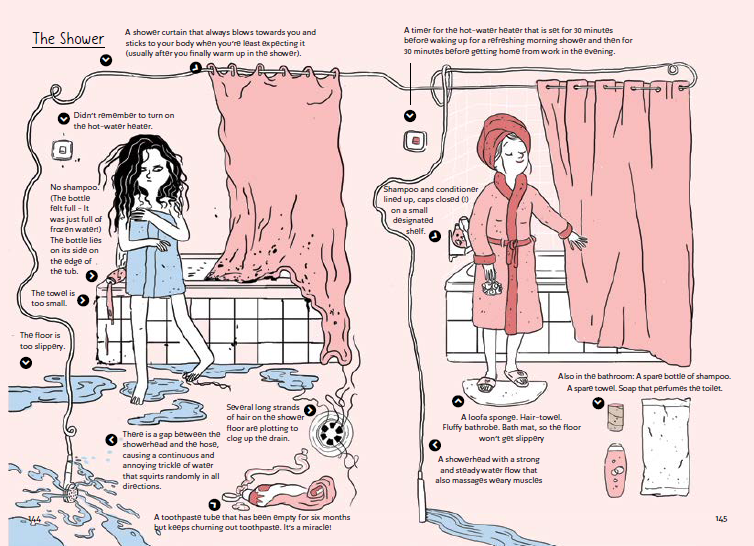 The Shower
A shower curtain that always blows towards you and
sticks to your body when you're least expecting it
(usually after you finally warm up in the shower).
Didn't remember to turn on
the hot-water heater.
No shampoo.
(The bottle
felt full – It
was just full of
frozen water!)
The bottle lies
on its side on
the edge of
the tub.
The towel is
too small.
The floor is
too slippery.
There is a gap between the
showerhead and the hose,
causing a continuous and
annoying trickle of water
that squirts randomly in all
directions.
Several long strands
of hair on the shower
floor are plotting to
clog up the drain.
A toothpaste tube that has been empty for six months
but keeps churning out toothpaste. It's a miracle!
144
A timer for the hot-water heater that is set for 30 minutes
before waking up for a refreshing morning shower and then for
30 minutes before getting home from work in the evening.
Shampoo and conditioner
lined up, caps closed (!)
on a small
designated
shelf.
Also in the bathroom: A spare bottle of shampoo.
A spare towel. Soap that perfumes the toilet.
A loofa sponge. Hair-towel.
Fluffy bathrobe. Bath mat, so the floor
won't get slippery
A showerhead with a strong
and steady water flow that
also massages weary muscles
145